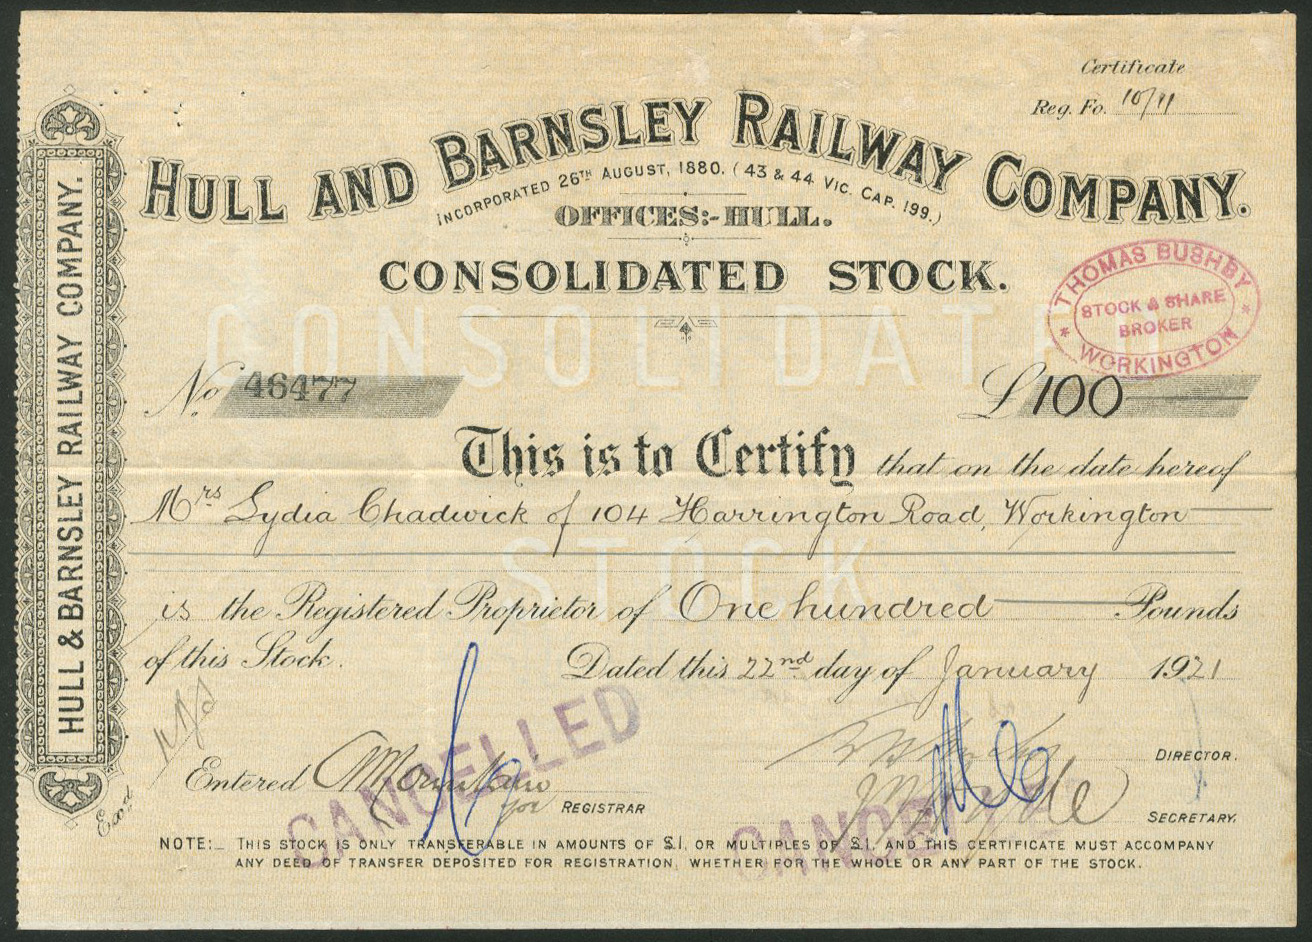 Certificate
Reg. Fo. 10/11
HULL AND BARNSLEY RAILWAY COMPANY.
INCORPORATED 26TH AUGUST, 1880. (43 & 44 VIC. CAP. 199.)
OFFICES:- HULL.
CONSOLIDATED STOCK.
THOMAS BUSHBY
STOCK & SHARE
BROKER
* WORKINGTON *
CONSOLIDATED
No 46477
£100
This is to Certify that on the date hereof
Mrs Lydia Chadwick of 104 Harrington Road, Workington
STOCK
is the Registered Proprietor of One hundred Pounds
of this Stock.
Dated this 22nd day of January 1921
CANCELLED
Entered
for REGISTRAR
DIRECTOR.
SECRETARY.
Exd
NOTE:- THIS STOCK IS ONLY TRANSFERABLE IN AMOUNTS OF £1, OR MULTIPLES OF £1, AND THIS CERTIFICATE MUST ACCOMPANY
ANY DEED OF TRANSFER DEPOSITED FOR REGISTRATION, WHETHER FOR THE WHOLE OR ANY PART OF THE STOCK.
HULL & BARNSLEY RAILWAY COMPANY.